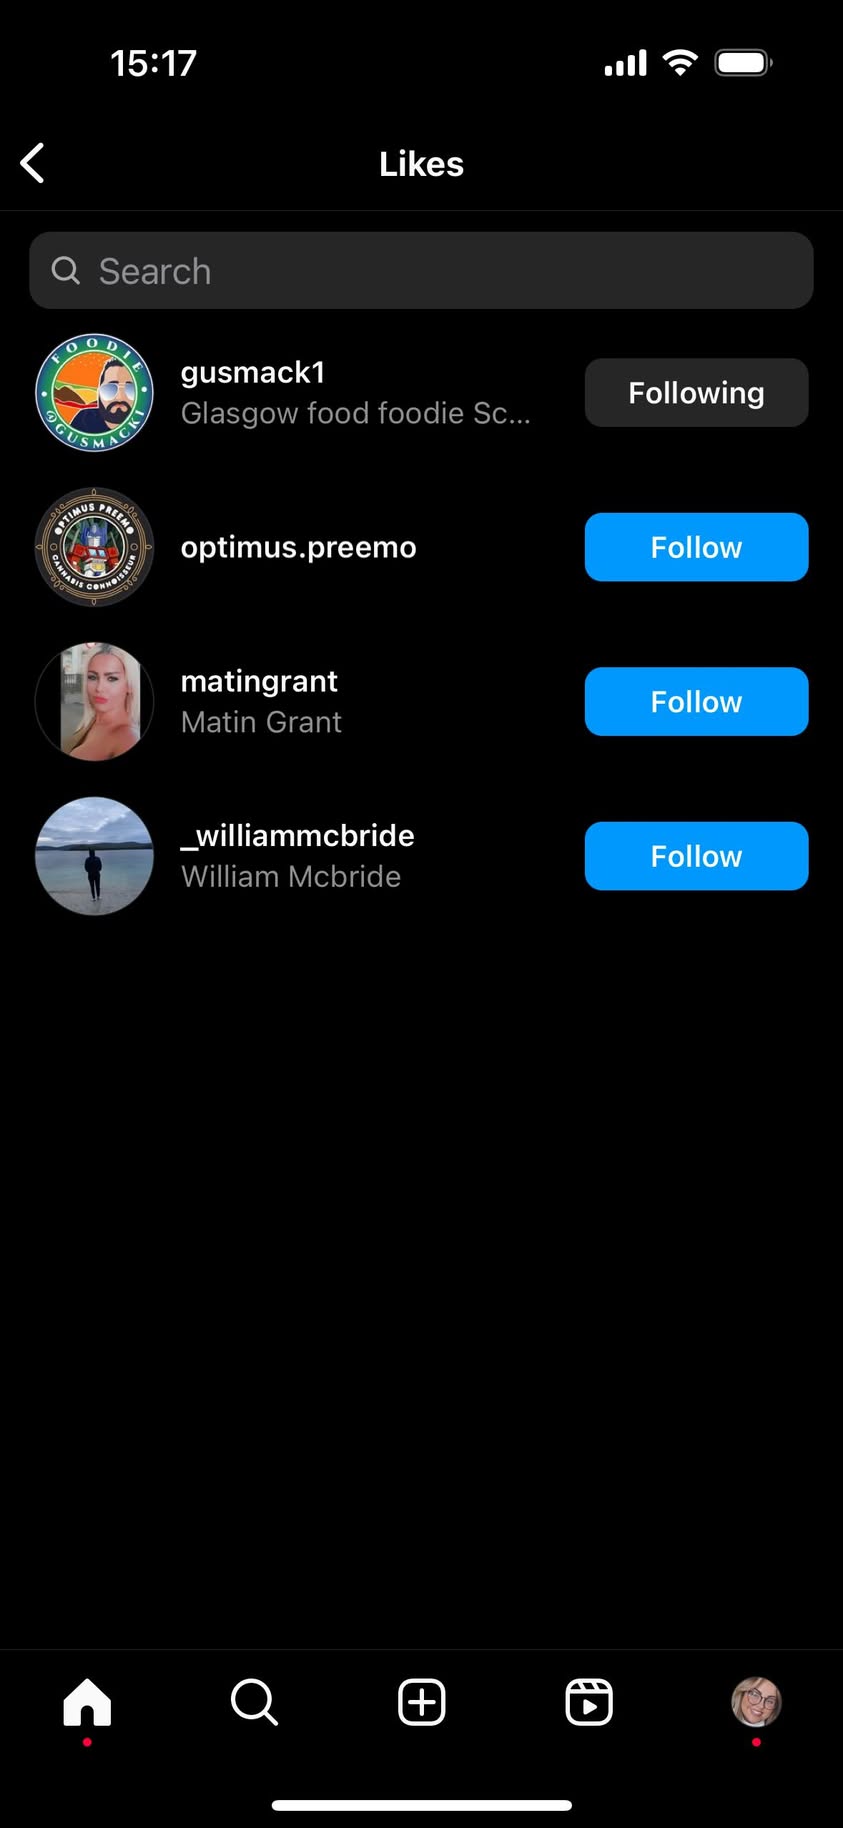 15:17
Likes
Search
FOODIE
@GUSMACK1
gusmack1
Glasgow food foodie Sc...
Following
OPTIMUS PREEMO
CANNABIS CONNOISSEUR
optimus.preemo
Follow
matingrant
Matin Grant
Follow
_williammcbride
William Mcbride
Follow